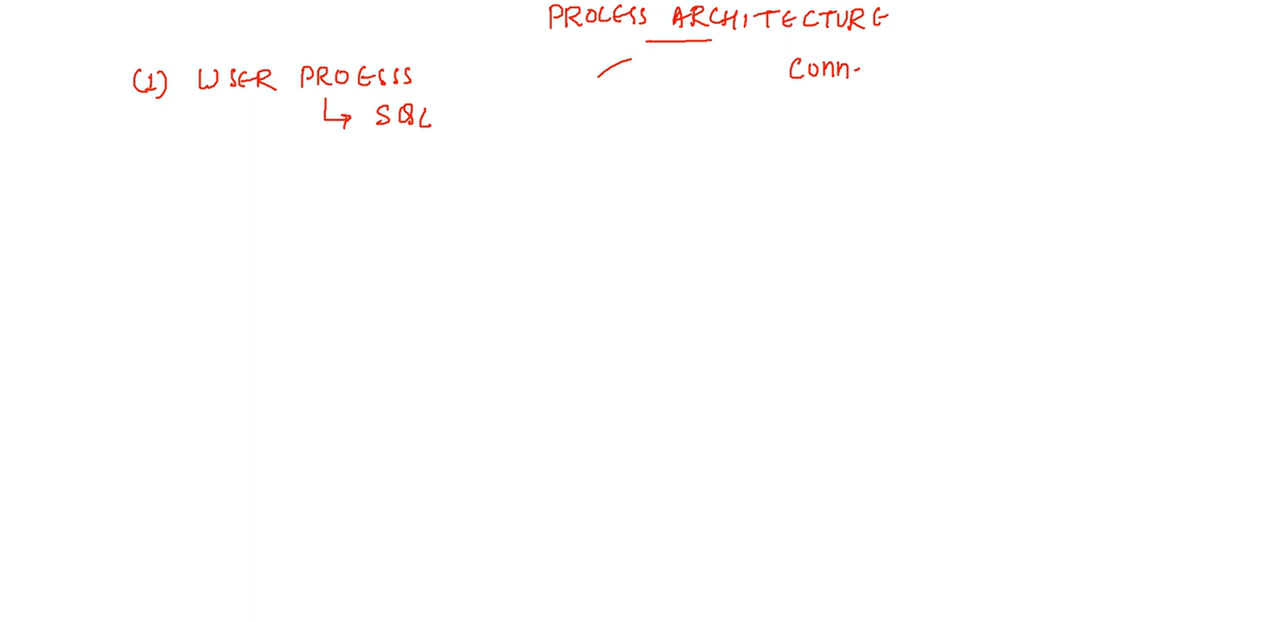 PROCESS ARCHITECTURE
(1) USER PROCESS
Conn.
↳ SQL